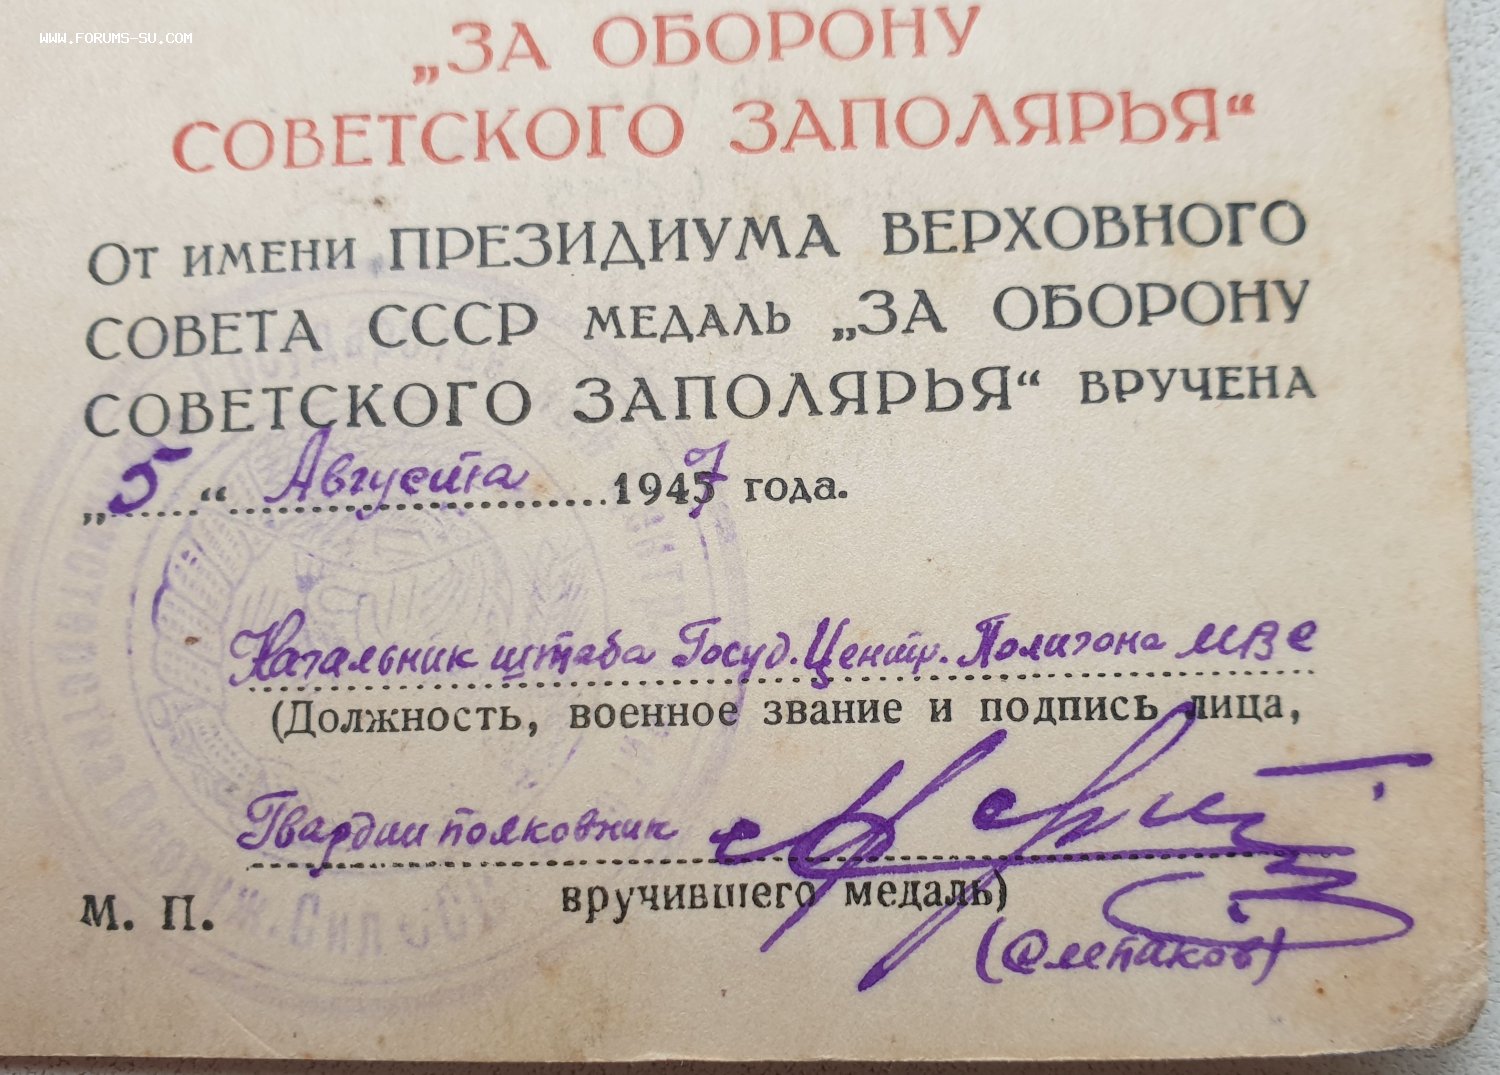 WWW.FORUMS-SU.COM
„ЗА ОБОРОНУ
СОВЕТСКОГО ЗАПОЛЯРЬЯ“
От имени ПРЕЗИДИУМА ВЕРХОВНОГО
СОВЕТА СССР медаль „ЗА ОБОРОНУ
СОВЕТСКОГО ЗАПОЛЯРЬЯ“ вручена
„5“ Августа 1947 года.
Начальник штаба Госуд. Центр. Полигона МВС
(Должность, военное звание и подпись лица,
Гвардии полковник
вручившего медаль)
М. П.